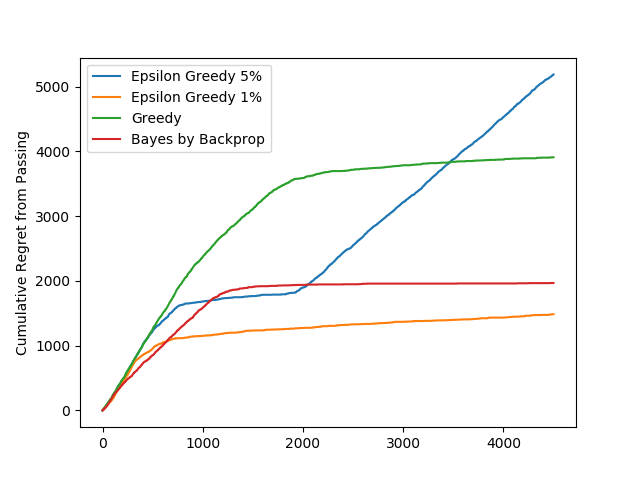 Epsilon Greedy 5%
Epsilon Greedy 1%
Greedy
Bayes by Backprop
Cumulative Regret from Passing
5000
4000
3000
2000
1000
0
0 1000 2000 3000 4000